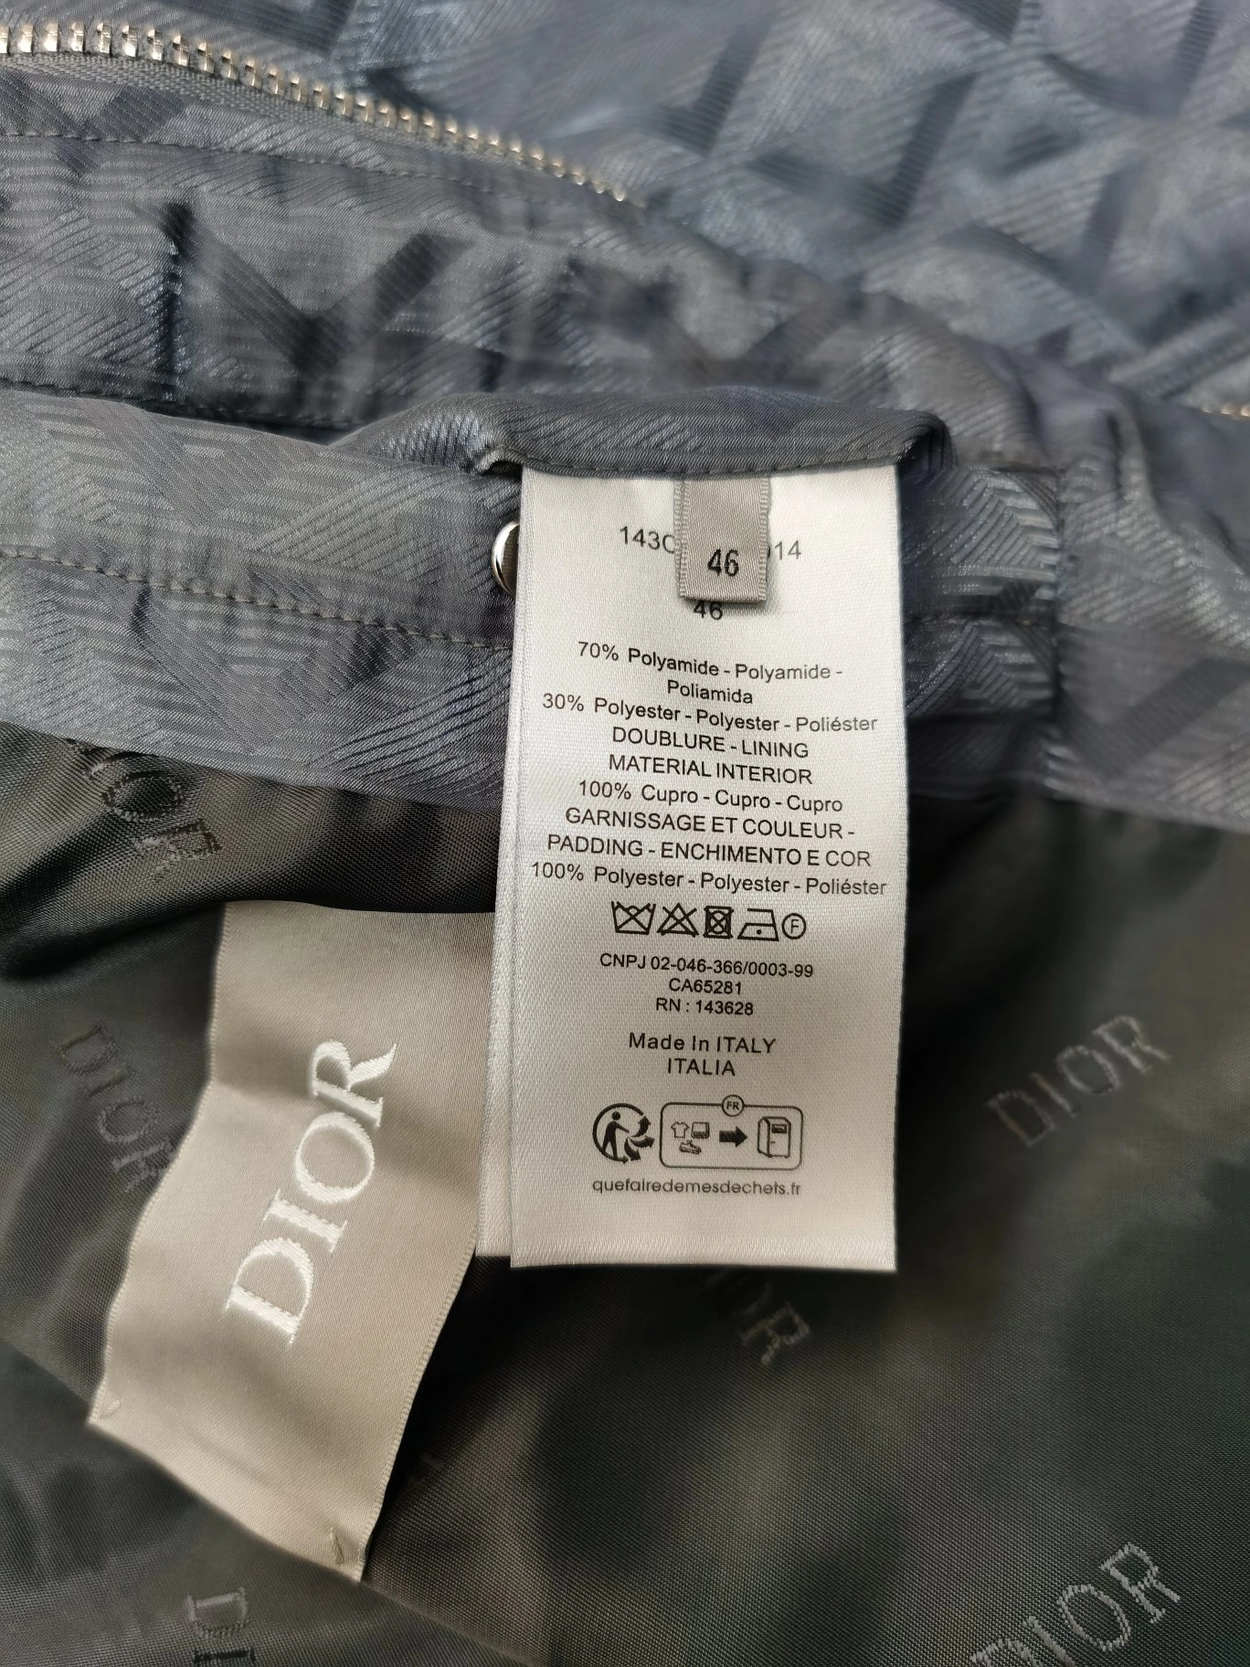 143C
46
14
46
70% Polyamide - Polyamide -
Poliamida
30% Polyester - Polyester - Poliéster
DOUBLURE - LINING
MATERIAL INTERIOR
100% Cupro - Cupro - Cupro
GARNISSAGE ET COULEUR -
PADDING - ENCHIMENTO E COR
100% Polyester - Polyester - Poliéster
F
CNPJ 02-046-366/0003-99
CA65281
RN : 143628
Made In ITALY
ITALIA
FR
quefairedemesdechets.fr
DIOR
DIOR
DIOR
DIOR